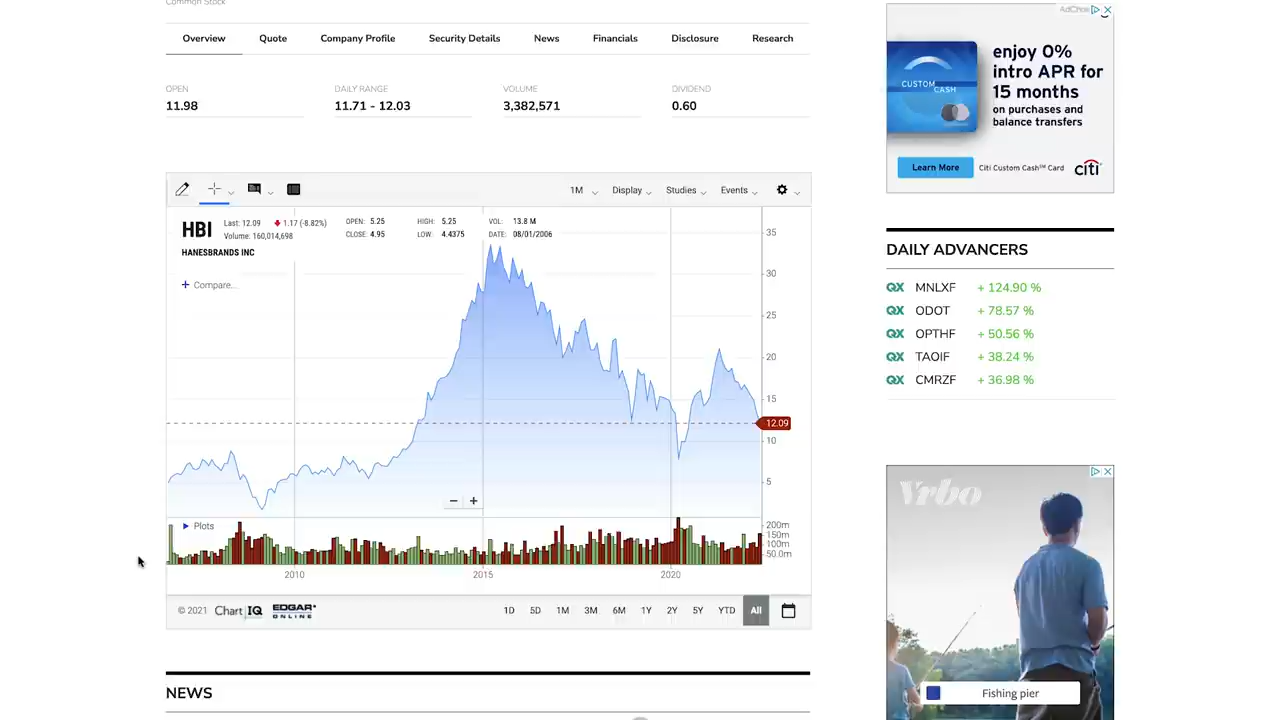 Common Stock
Overview Quote Company Profile Security Details News Financials Disclosure Research
OPEN DAILY RANGE VOLUME DIVIDEND
11.98 11.71 - 12.03 3,382,571 0.60
1M Display Studies Events
HBI Last: 12.09 1.17 (-8.82%) OPEN: 5.25 HIGH: 5.25 VOL: 13.8 M
Volume: 160,014,698 CLOSE: 4.95 LOW: 4.4375 DATE: 08/01/2006
HANESBRANDS INC
+ Compare...
35
30
25
20
15
12.09
10
5
− +
Plots
200m
150m
100m
50.0m
2010 2015 2020
© 2021 Chart IQ EDGAR ONLINE 1D 5D 1M 3M 6M 1Y 2Y 5Y YTD All
NEWS
AdChoices
enjoy 0%
intro APR for
15 months
on purchases and
balance transfers
CUSTOM
CASH
Learn More Citi Custom Cash℠ Card citi
DAILY ADVANCERS
QX MNLXF + 124.90 %
QX ODOT + 78.57 %
QX OPTHF + 50.56 %
QX TAOIF + 38.24 %
QX CMRZF + 36.98 %
Vrbo
Fishing pier